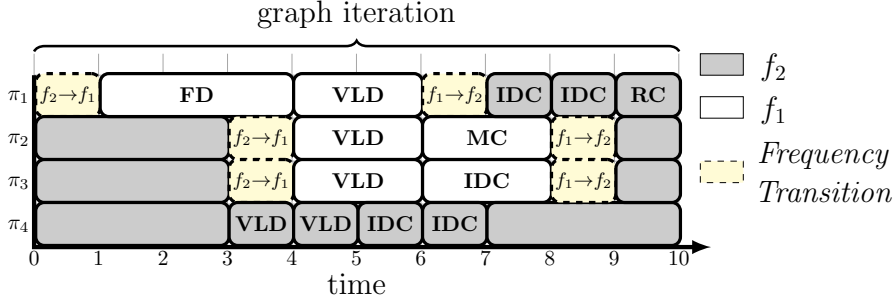 graph iteration
π₁ f₂→f₁ FD VLD f₁→f₂ IDC IDC RC
π₂ f₂→f₁ VLD MC f₁→f₂
π₃ f₂→f₁ VLD IDC f₁→f₂
π₄ VLD VLD IDC IDC
0 1 2 3 4 5 6 7 8 9 10
time
f₂
f₁
Frequency
Transition